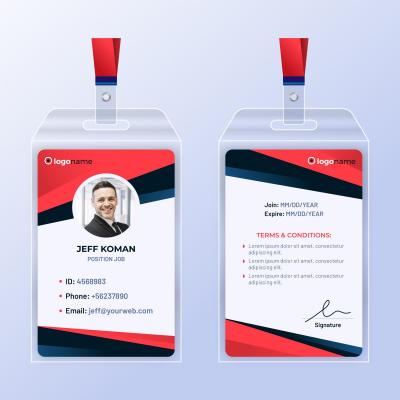 logoname
JEFF KOMAN
POSITION JOB
ID: 4568983
Phone: +56237890
Email: jeff@yourweb.com
logoname
Join: MM/DD/YEAR
Expire: MM/DD/YEAR
TERMS & CONDITIONS:
Lorem ipsum dolor sit amet, consectetur
adipiscing elit.
Lorem ipsum dolor sit amet, consectetur
adipiscing elit.
Lorem ipsum dolor sit amet, consectetur
adipiscing elit.
Signature